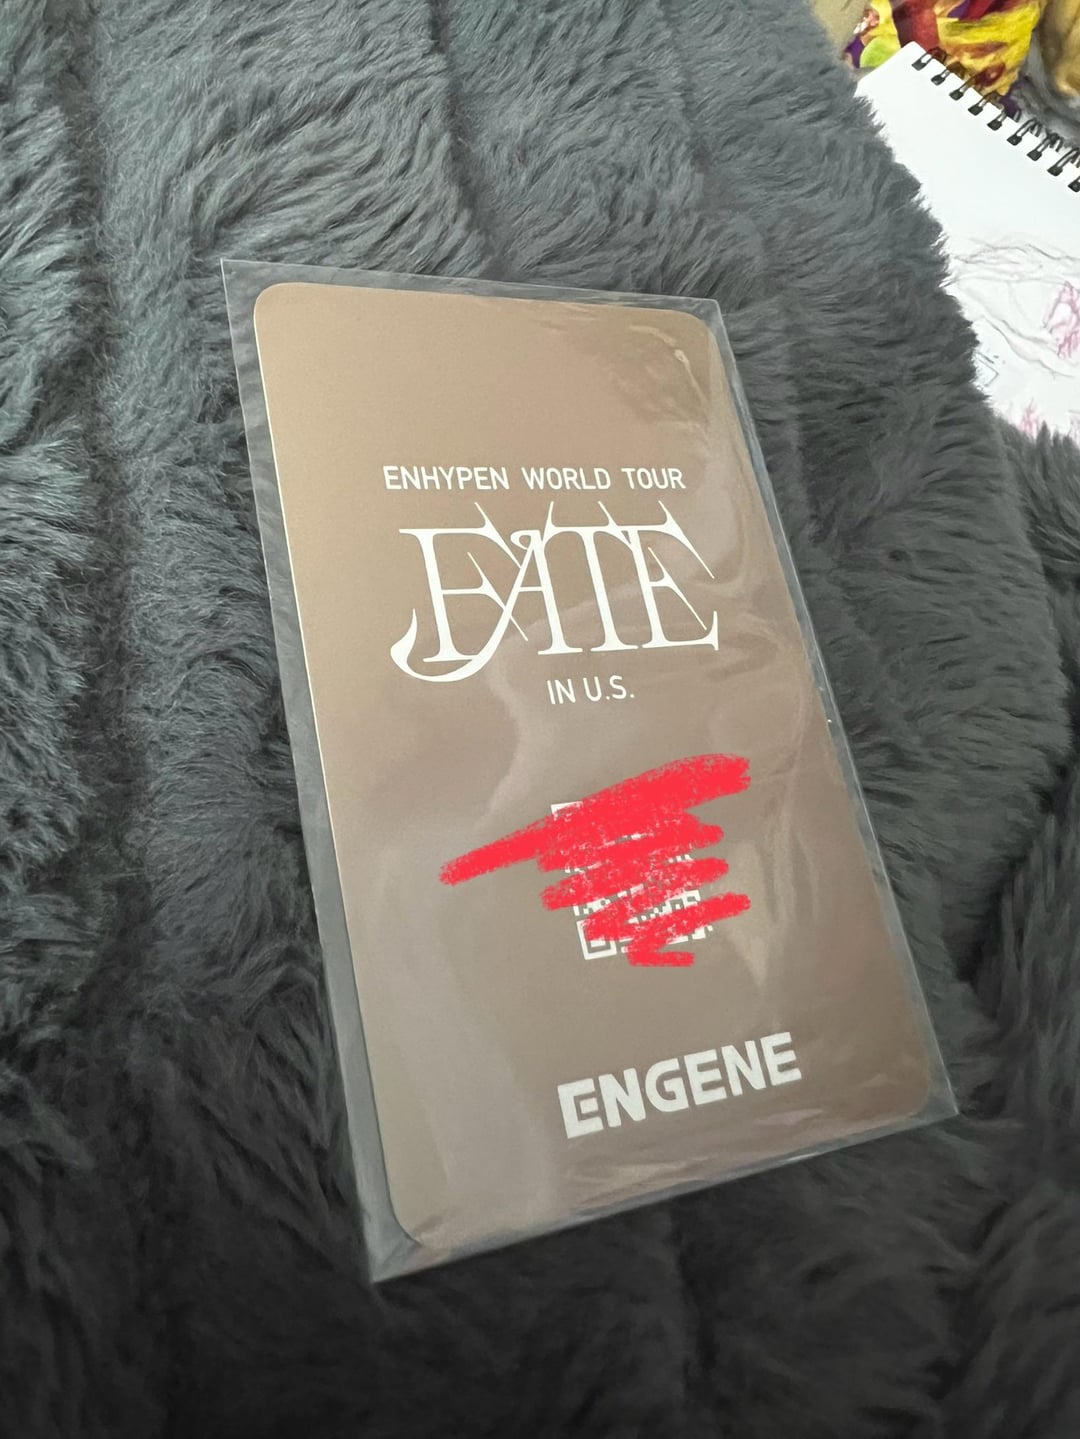 ENHYPEN WORLD TOUR
FATE
IN U.S.
ENGENE